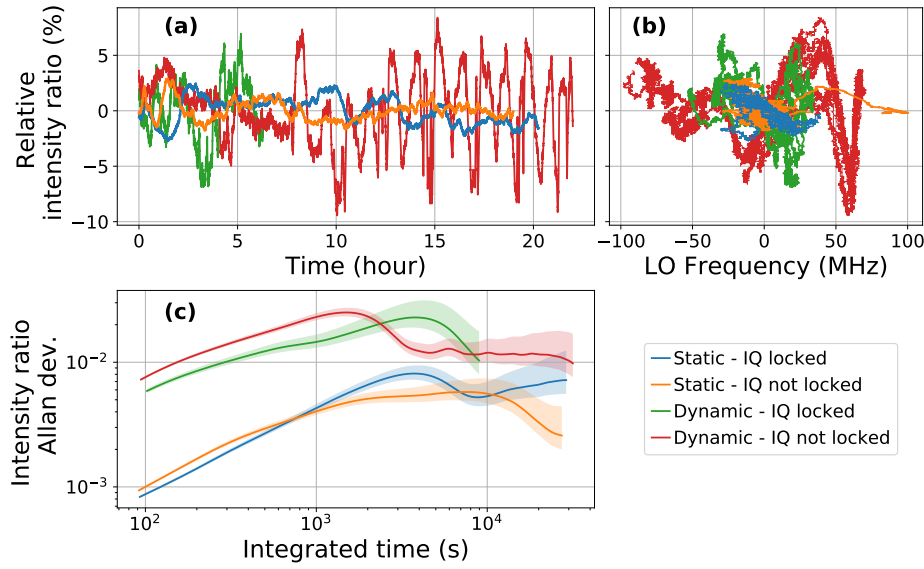 (a)
(b)
Relative
intensity ratio (%)
5
0
−5
−10
0
5
10
15
20
−100
−50
0
50
100
Time (hour)
LO Frequency (MHz)
(c)
Intensity ratio
Allan dev.
10⁻²
10⁻³
10²
10³
10⁴
Integrated time (s)
Static - IQ locked
Static - IQ not locked
Dynamic - IQ locked
Dynamic - IQ not locked